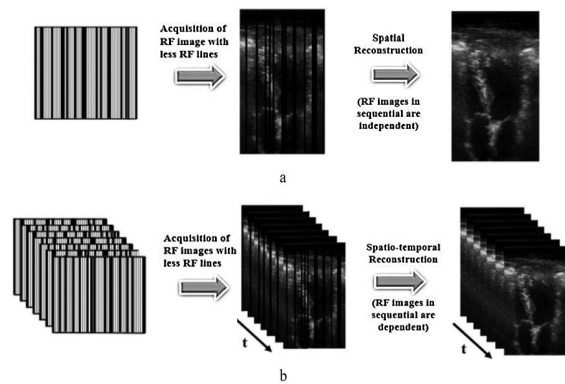 Acquisition of
RF image with
less RF lines
Spatial
Reconstruction
(RF images in
sequential are
independent)
a
Acquisition of
RF images with
less RF lines
Spatio-temporal
Reconstruction
(RF images in
sequential are
dependent)
t
t
b